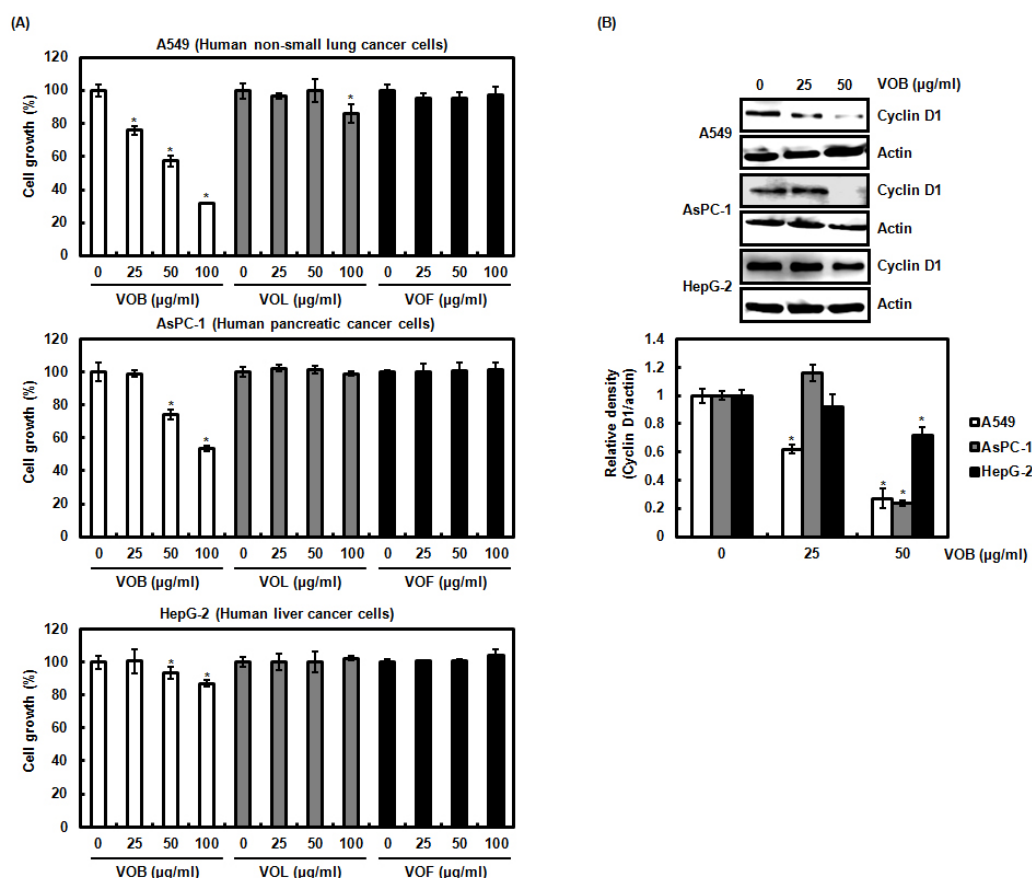 (A)
A549 (Human non-small lung cancer cells)
120
100
80
60
40
20
0
Cell growth (%)
* * * *
0 25 50 100 0 25 50 100 0 25 50 100
VOB (µg/ml) VOL (µg/ml) VOF (µg/ml)
AsPC-1 (Human pancreatic cancer cells)
120
100
80
60
40
20
0
Cell growth (%)
* *
0 25 50 100 0 25 50 100 0 25 50 100
VOB (µg/ml) VOL (µg/ml) VOF (µg/ml)
HepG-2 (Human liver cancer cells)
120
100
80
60
40
20
0
Cell growth (%)
* *
0 25 50 100 0 25 50 100 0 25 50 100
VOB (µg/ml) VOL (µg/ml) VOF (µg/ml)
(B)
0 25 50 VOB (µg/ml)
A549
Cyclin D1
Actin
AsPC-1
Cyclin D1
Actin
HepG-2
Cyclin D1
Actin
1.4
1.2
1
0.8
0.6
0.4
0.2
0
Relative density
(Cyclin D1/actin)
* * * *
A549
AsPC-1
HepG-2
0 25 50 VOB (µg/ml)